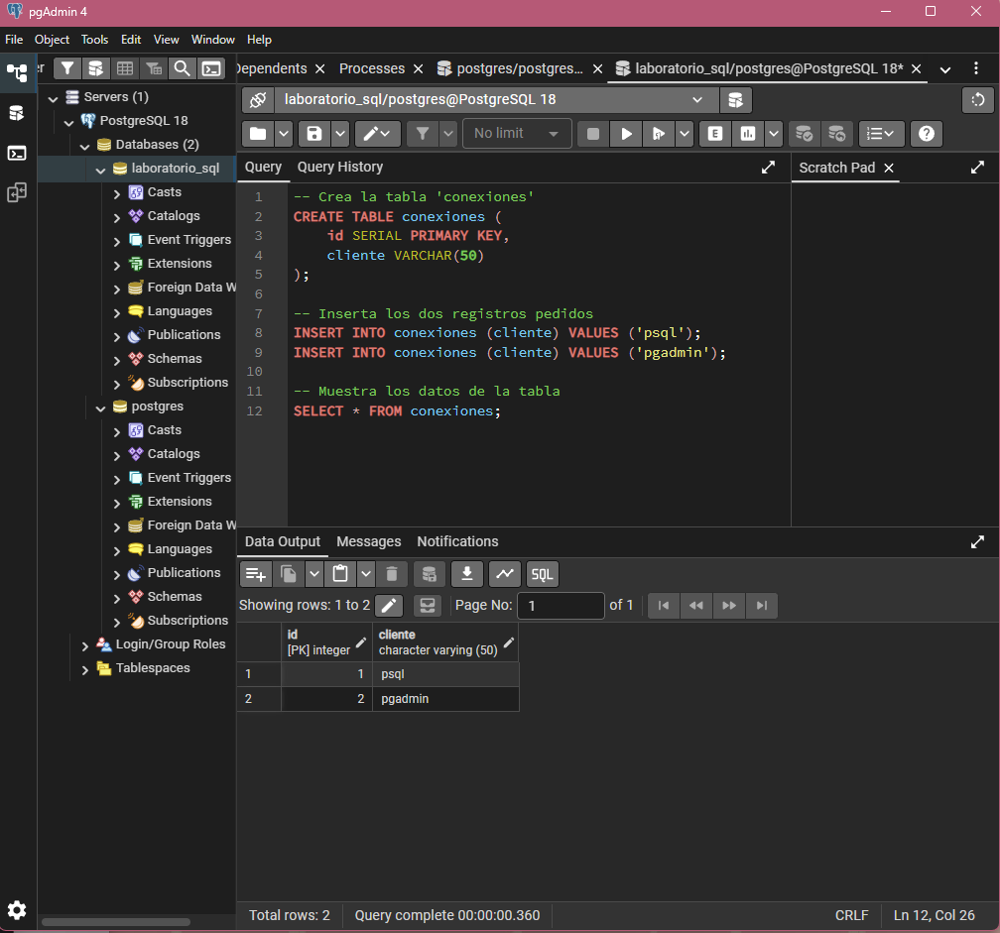 pgAdmin 4
File Object Tools Edit View Window Help
Dependents Processes postgres/postgres... laboratorio_sql/postgres@PostgreSQL 18*
laboratorio_sql/postgres@PostgreSQL 18
No limit
E
SQL
Servers (1)
PostgreSQL 18
Databases (2)
laboratorio_sql
Casts
Catalogs
Event Triggers
Extensions
Foreign Data W
Languages
Publications
Schemas
Subscriptions
postgres
Casts
Catalogs
Event Triggers
Extensions
Foreign Data W
Languages
Publications
Schemas
Subscriptions
Login/Group Roles
Tablespaces
Query Query History
Scratch Pad
1 -- Crea la tabla 'conexiones'
2 CREATE TABLE conexiones (
3 id SERIAL PRIMARY KEY,
4 cliente VARCHAR(50)
5 );
6
7 -- Inserta los dos registros pedidos
8 INSERT INTO conexiones (cliente) VALUES ('psql');
9 INSERT INTO conexiones (cliente) VALUES ('pgadmin');
10
11 -- Muestra los datos de la tabla
12 SELECT * FROM conexiones;
Data Output Messages Notifications
Showing rows: 1 to 2 Page No: 1 of 1
id cliente
[PK] integer character varying (50)
1 1 psql
2 2 pgadmin
Total rows: 2 Query complete 00:00:00.360 CRLF Ln 12, Col 26